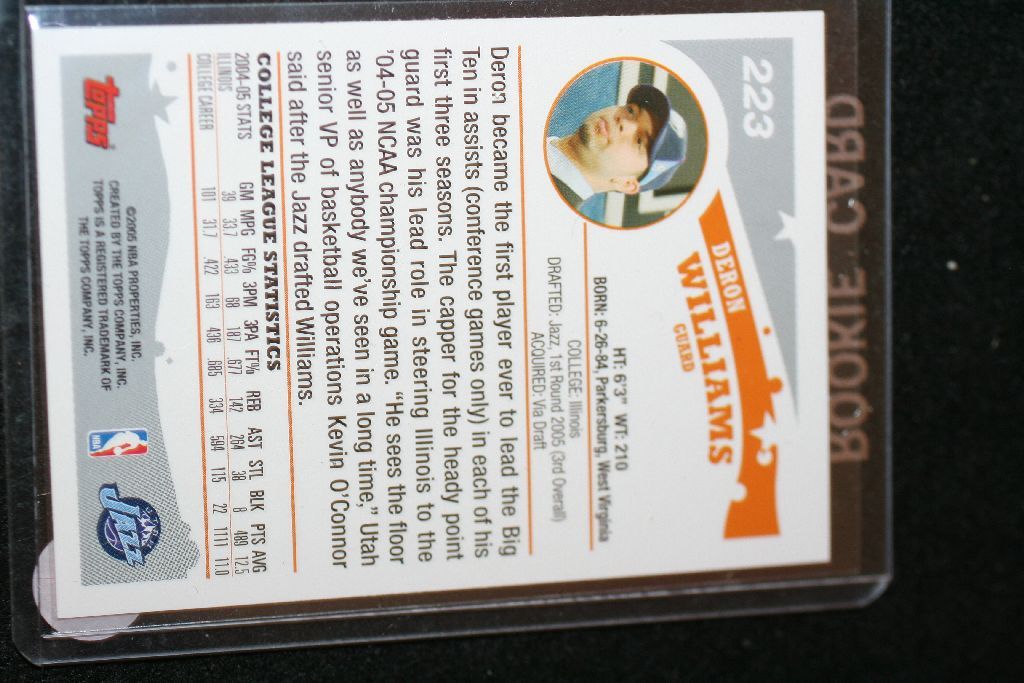 ROOKIE CARD
223
DERON
WILLIAMS
GUARD
HT: 6'3" WT: 210
BORN: 6-26-84, Parkersburg, West Virginia
COLLEGE: Illinois
DRAFTED: Jazz, 1st Round 2005 (3rd Overall)
ACQUIRED: Via Draft
Deron became the first player ever to lead the Big
Ten in assists (conference games only) in each of his
first three seasons. The capper for the heady point
guard was his lead role in steering Illinois to the
'04-05 NCAA championship game. “He sees the floor
as well as anybody we've seen in a long time,” Utah
senior VP of basketball operations Kevin O'Connor
said after the Jazz drafted Williams.
COLLEGE LEAGUE STATISTICS
2004-05 STATS GM MPG FG% 3PM 3PA FT% REB AST STL BLK PTS AVG
ILLINOIS 39 33.7 .433 68 187 .677 142 264 38 8 489 12.5
COLLEGE CAREER 101 31.7 .422 163 436 .685 334 594 115 22 1111 11.0
topps
©2005 NBA PROPERTIES, INC.
CREATED BY THE TOPPS COMPANY, INC.
TOPPS IS A REGISTERED TRADEMARK OF
THE TOPPS COMPANY, INC.
NBA
JAZZ